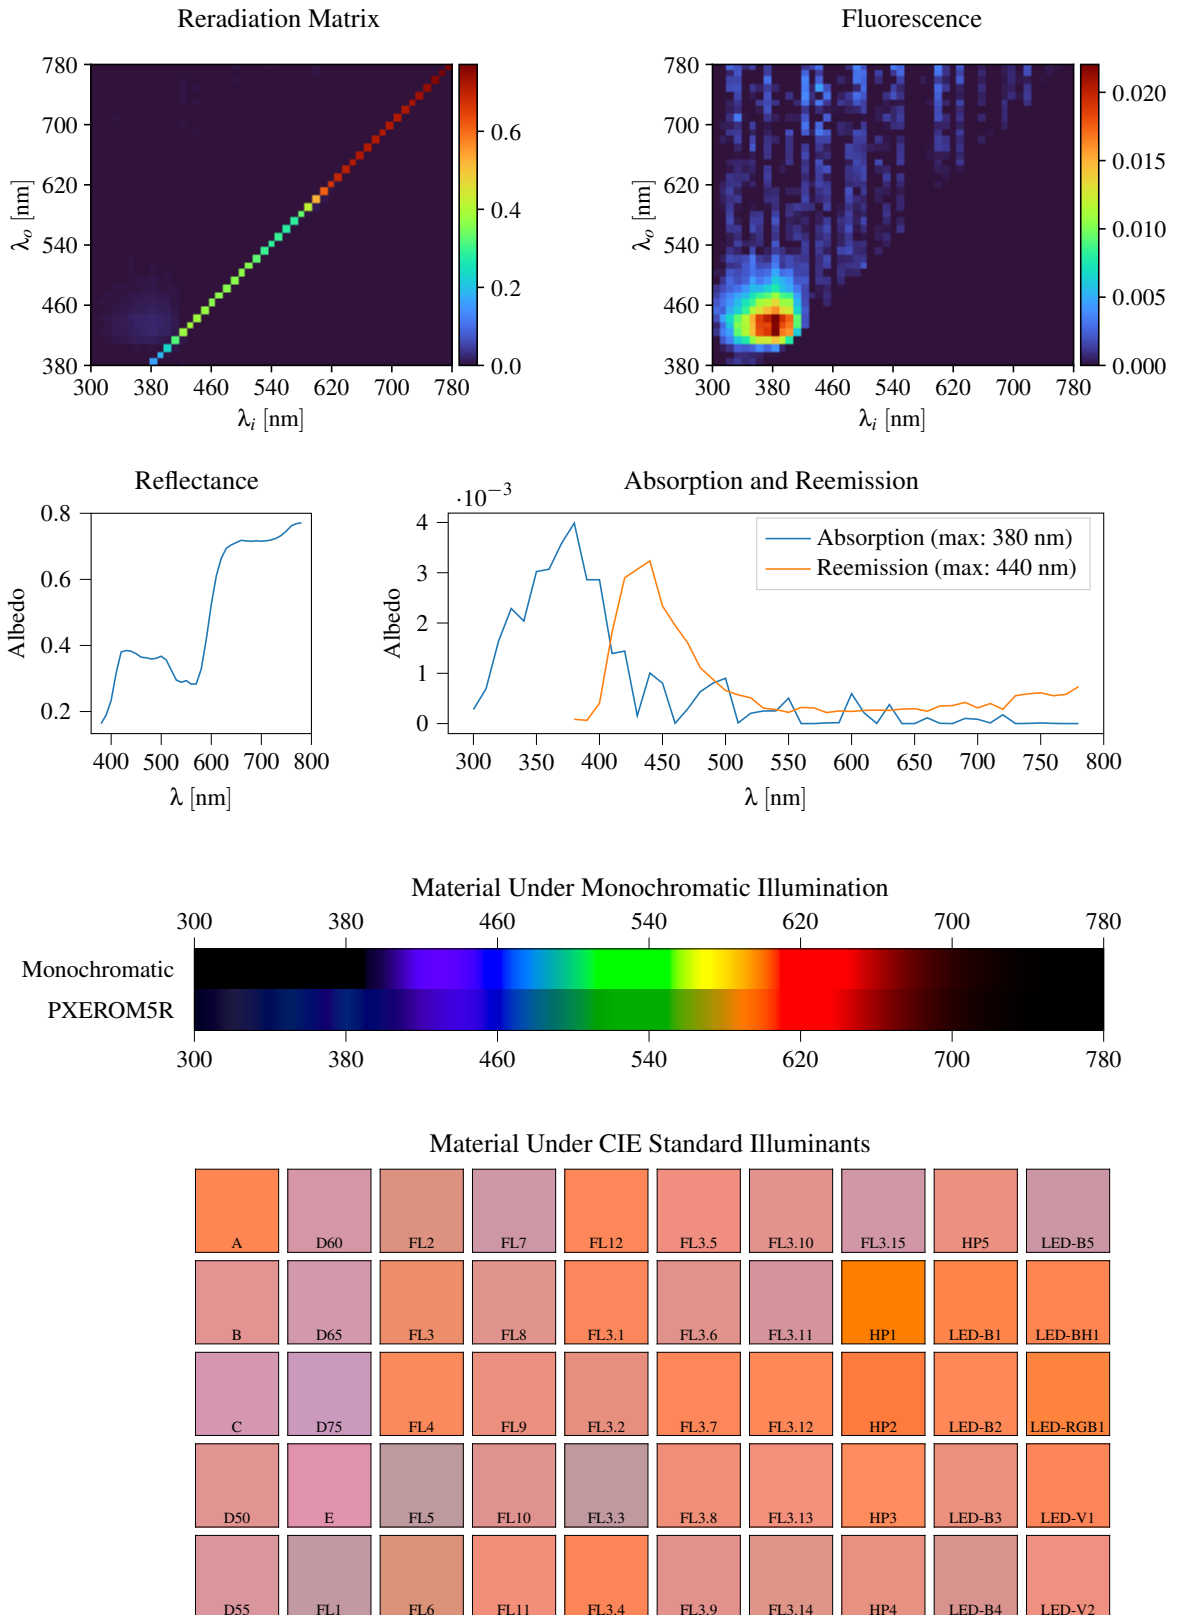 Reradiation Matrix
Fluorescence
780
700
620
540
460
380
λo [nm]
300 380 460 540 620 700 780
λi [nm]
0.6
0.4
0.2
0.0
780
700
620
540
460
380
λo [nm]
300 380 460 540 620 700 780
λi [nm]
0.020
0.015
0.010
0.005
0.000
Reflectance
0.8
0.6
0.4
0.2
Albedo
400 500 600 700 800
λ [nm]
Absorption and Reemission
·10−3
4
3
2
1
0
Albedo
Absorption (max: 380 nm)
Reemission (max: 440 nm)
300 350 400 450 500 550 600 650 700 750 800
λ [nm]
Material Under Monochromatic Illumination
300 380 460 540 620 700 780
Monochromatic
PXEROM5R
300 380 460 540 620 700 780
Material Under CIE Standard Illuminants
A D60 FL2 FL7 FL12 FL3.5 FL3.10 FL3.15 HP5 LED-B5
B D65 FL3 FL8 FL3.1 FL3.6 FL3.11 HP1 LED-B1 LED-BH1
C D75 FL4 FL9 FL3.2 FL3.7 FL3.12 HP2 LED-B2 LED-RGB1
D50 E FL5 FL10 FL3.3 FL3.8 FL3.13 HP3 LED-B3 LED-V1
D55 FL1 FL6 FL11 FL3.4 FL3.9 FL3.14 HP4 LED-B4 LED-V2